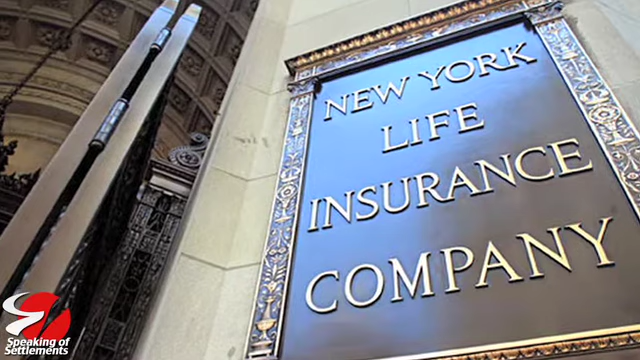 NEW YORK
LIFE
INSURANCE
COMPANY
Speaking of
Settlements